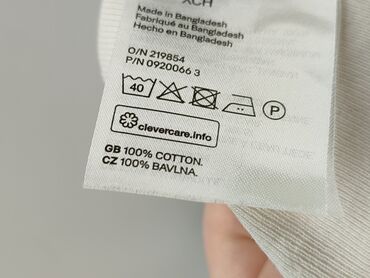 XCH
Made in Bangladesh
Fabriqué au Bangladesh
Hecho en Bangladesh
O/N 219854
P/N 0920066 3
40 P
clevercare.info
GB 100% COTTON.
CZ 100% BAVLNA.